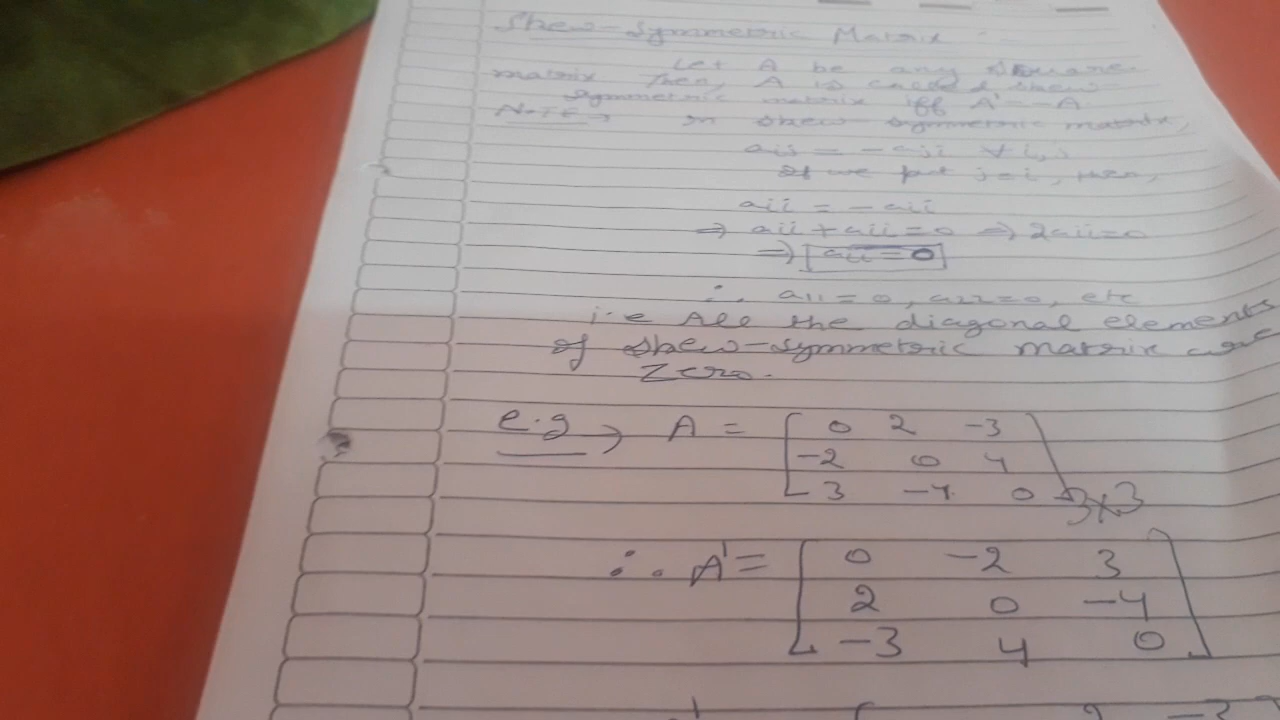 Skew-Symmetric Matrix :-
Let A be any square
matrix Then, A is called skew-
symmetric matrix iff A' = -A.
NOTE → In skew symmetric matrix,
aij = -aji ∀ i,j
If we put j=i, then,
aii = -aii
⇒ aii + aii = 0 ⇒ 2aii=0
⇒ aii = 0
∴ a11 = 0, a22=0, etc
i.e All the diagonal elements
of skew-symmetric matrix are
Zero.
e.g → A = [ 0 2 -3
-2 0 4
3 -4 0 ] 3x3
∴ A' = [ 0 -2 3
2 0 -4
-3 4 0 ]